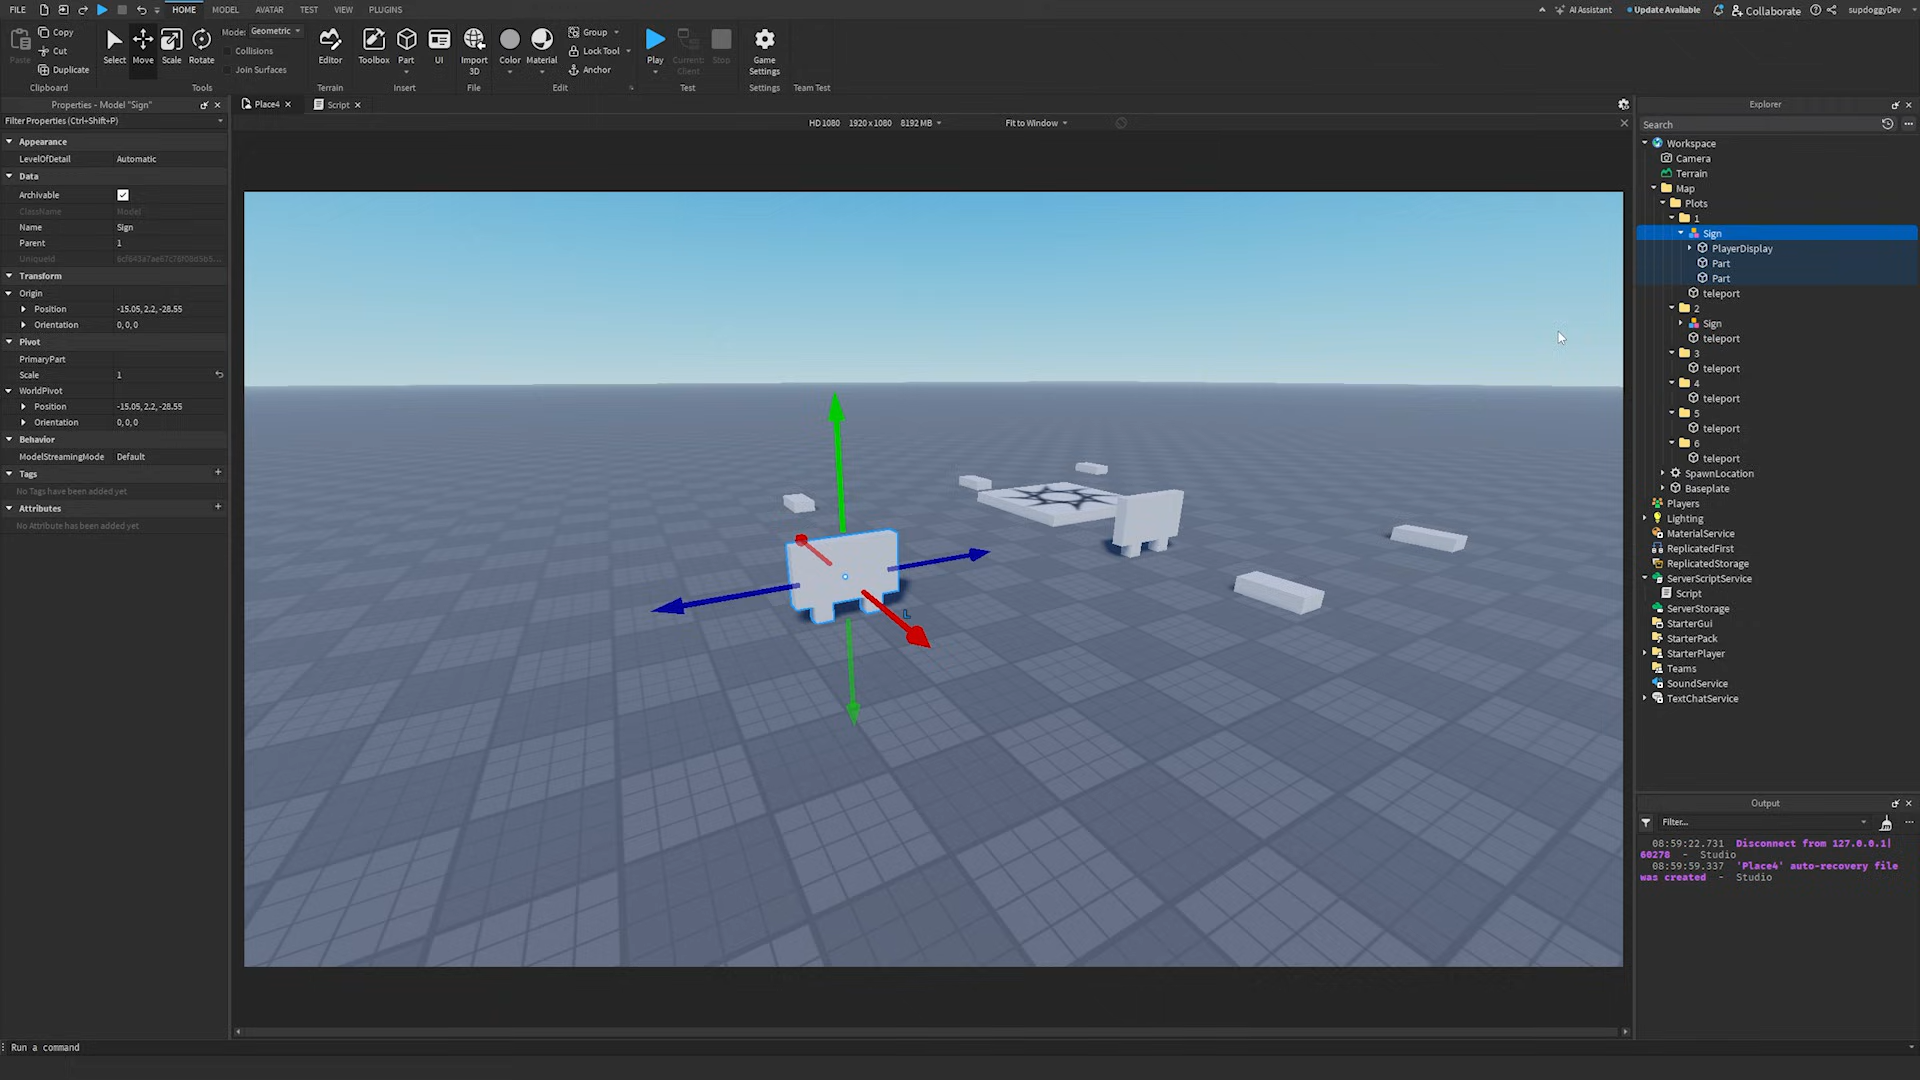 FILE
HOME MODEL AVATAR TEST VIEW PLUGINS
AI Assistant Update Available Collaborate supdoggyDev
Paste
Copy
Cut
Duplicate
Clipboard
Select Move Scale Rotate
Mode: Geometric
Collisions
Join Surfaces
Tools
Editor
Terrain
Toolbox Part UI
Insert
Import
3D
File
Color Material
Group
Lock Tool
Anchor
Edit
Play Current: Stop
Client
Test
Game
Settings
Settings
Team Test
Properties - Model "Sign"
Filter Properties (Ctrl+Shift+P)
Appearance
LevelOfDetail Automatic
Data
Archivable
ClassName Model
Name Sign
Parent 1
UniqueId
Transform
Origin
Position -15.05, 2.2, -28.55
Orientation 0, 0, 0
Pivot
PrimaryPart
Scale 1
WorldPivot
Position -15.05, 2.2, -28.55
Orientation 0, 0, 0
Behavior
ModelStreamingMode Default
Tags
No Tags have been added yet
Attributes
No Attribute has been added yet
Place4 Script
HD 1080 1920 x 1080 8192 MB Fit to Window
L
Explorer
Search
Workspace
Camera
Terrain
Map
Plots
1
Sign
PlayerDisplay
Part
Part
teleport
2
Sign
teleport
3
teleport
4
teleport
5
teleport
6
teleport
SpawnLocation
Baseplate
Players
Lighting
MaterialService
ReplicatedFirst
ReplicatedStorage
ServerScriptService
Script
ServerStorage
StarterGui
StarterPack
StarterPlayer
Teams
SoundService
TextChatService
Output
Filter...
08:59:22.731 Disconnect from 127.0.0.1|
60278 - Studio
08:59:59.337 'Place4' auto-recovery file
was created - Studio
Run a command